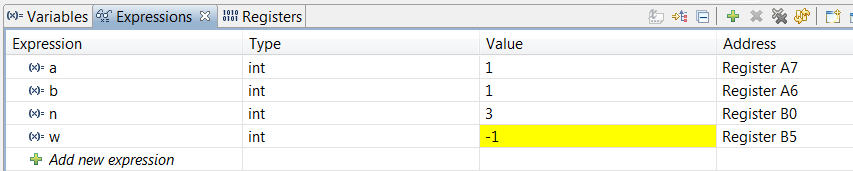 (x)= Variables Expressions Registers
Expression Type Value Address
(x)= a int 1 Register A7
(x)= b int 1 Register A6
(x)= n int 3 Register B0
(x)= w int -1 Register B5
Add new expression